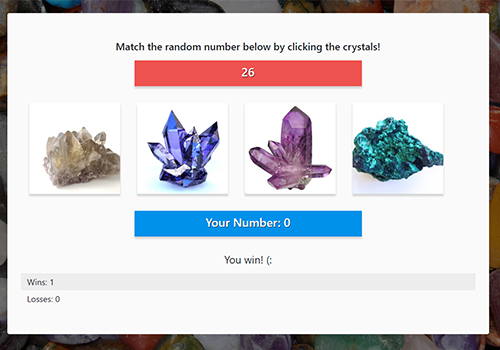 Match the random number below by clicking the crystals!
26
Your Number: 0
You win! (:
Wins: 1
Losses: 0